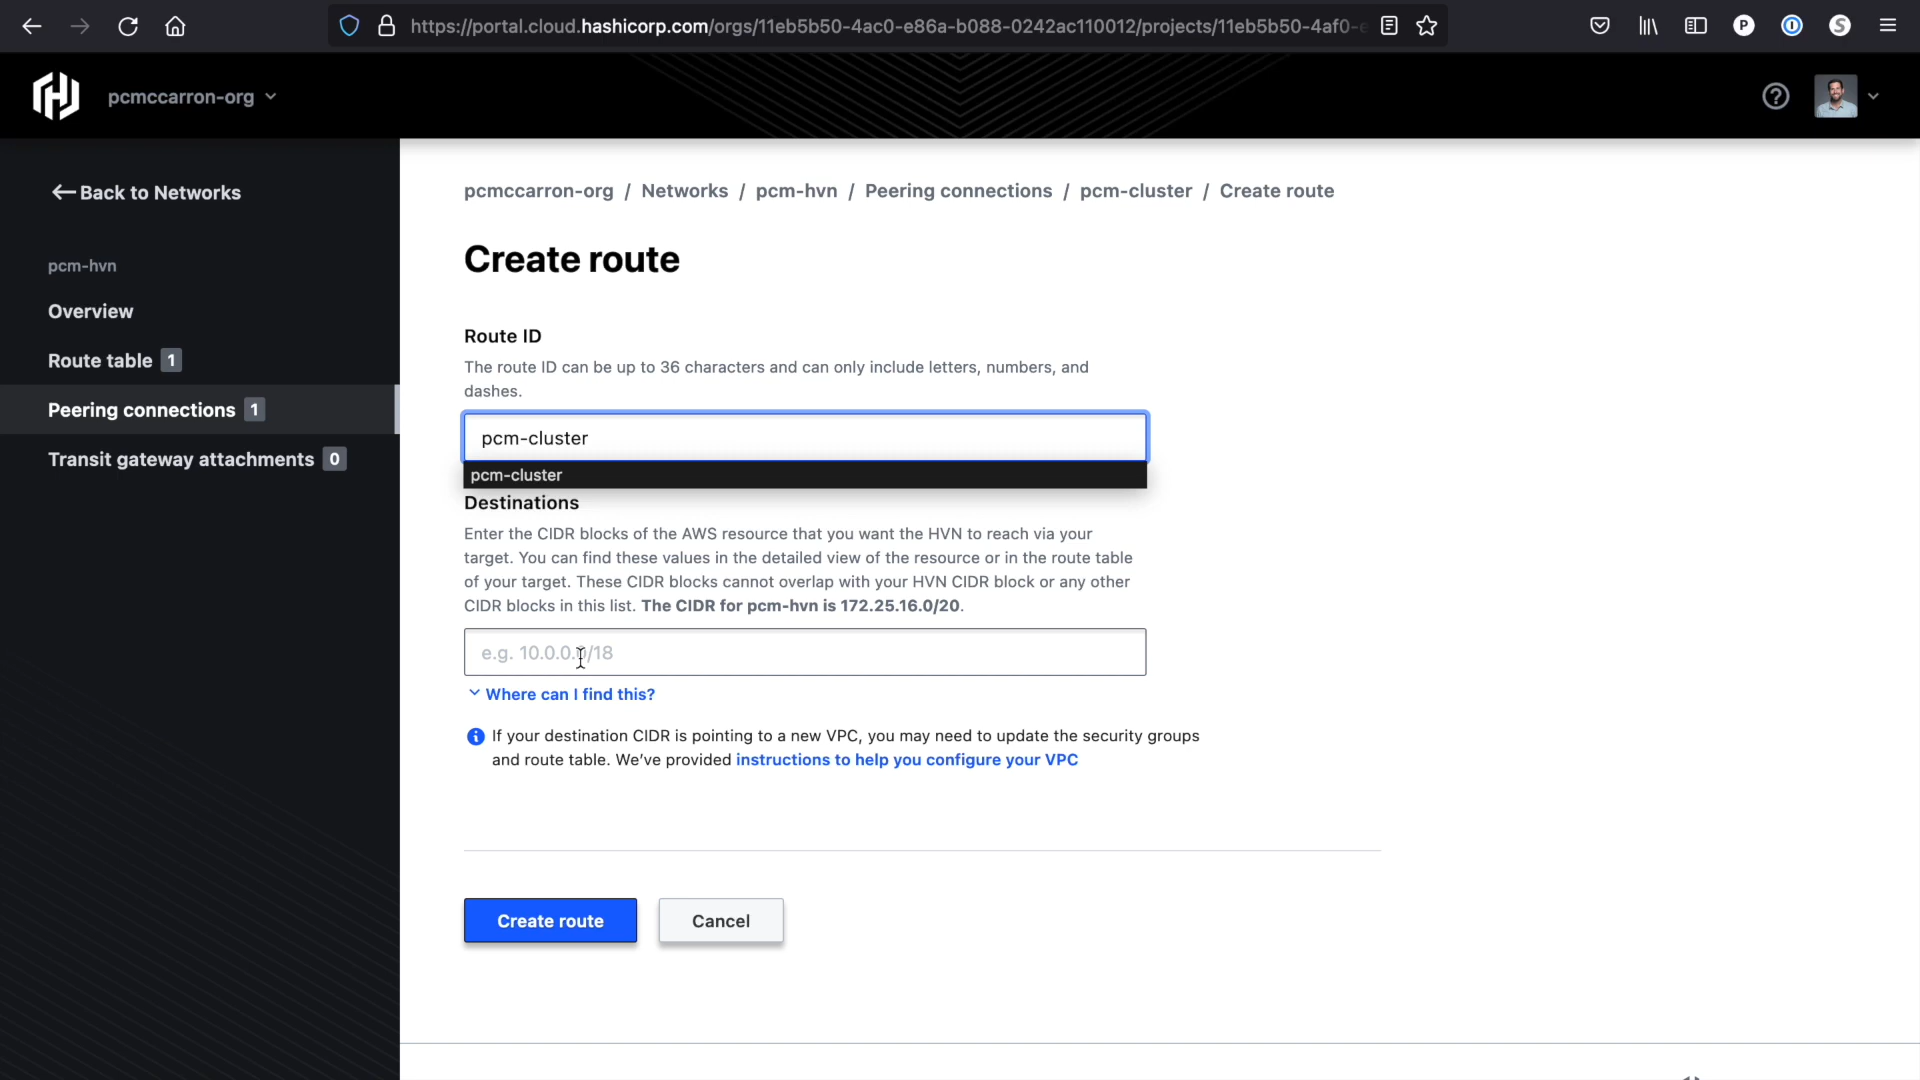 https://portal.cloud.hashicorp.com/orgs/11eb5b50-4ac0-e86a-b088-0242ac110012/projects/11eb5b50-4af0-e
P
S
pcmccarron-org
Back to Networks
pcm-hvn
Overview
Route table 1
Peering connections 1
Transit gateway attachments 0
pcmccarron-org / Networks / pcm-hvn / Peering connections / pcm-cluster / Create route
Create route
Route ID
The route ID can be up to 36 characters and can only include letters, numbers, and
dashes.
pcm-cluster
pcm-cluster
Destinations
Enter the CIDR blocks of the AWS resource that you want the HVN to reach via your
target. You can find these values in the detailed view of the resource or in the route table
of your target. These CIDR blocks cannot overlap with your HVN CIDR block or any other
CIDR blocks in this list. The CIDR for pcm-hvn is 172.25.16.0/20.
e.g. 10.0.0.0/18
Where can I find this?
If your destination CIDR is pointing to a new VPC, you may need to update the security groups
and route table. We've provided instructions to help you configure your VPC
Create route
Cancel